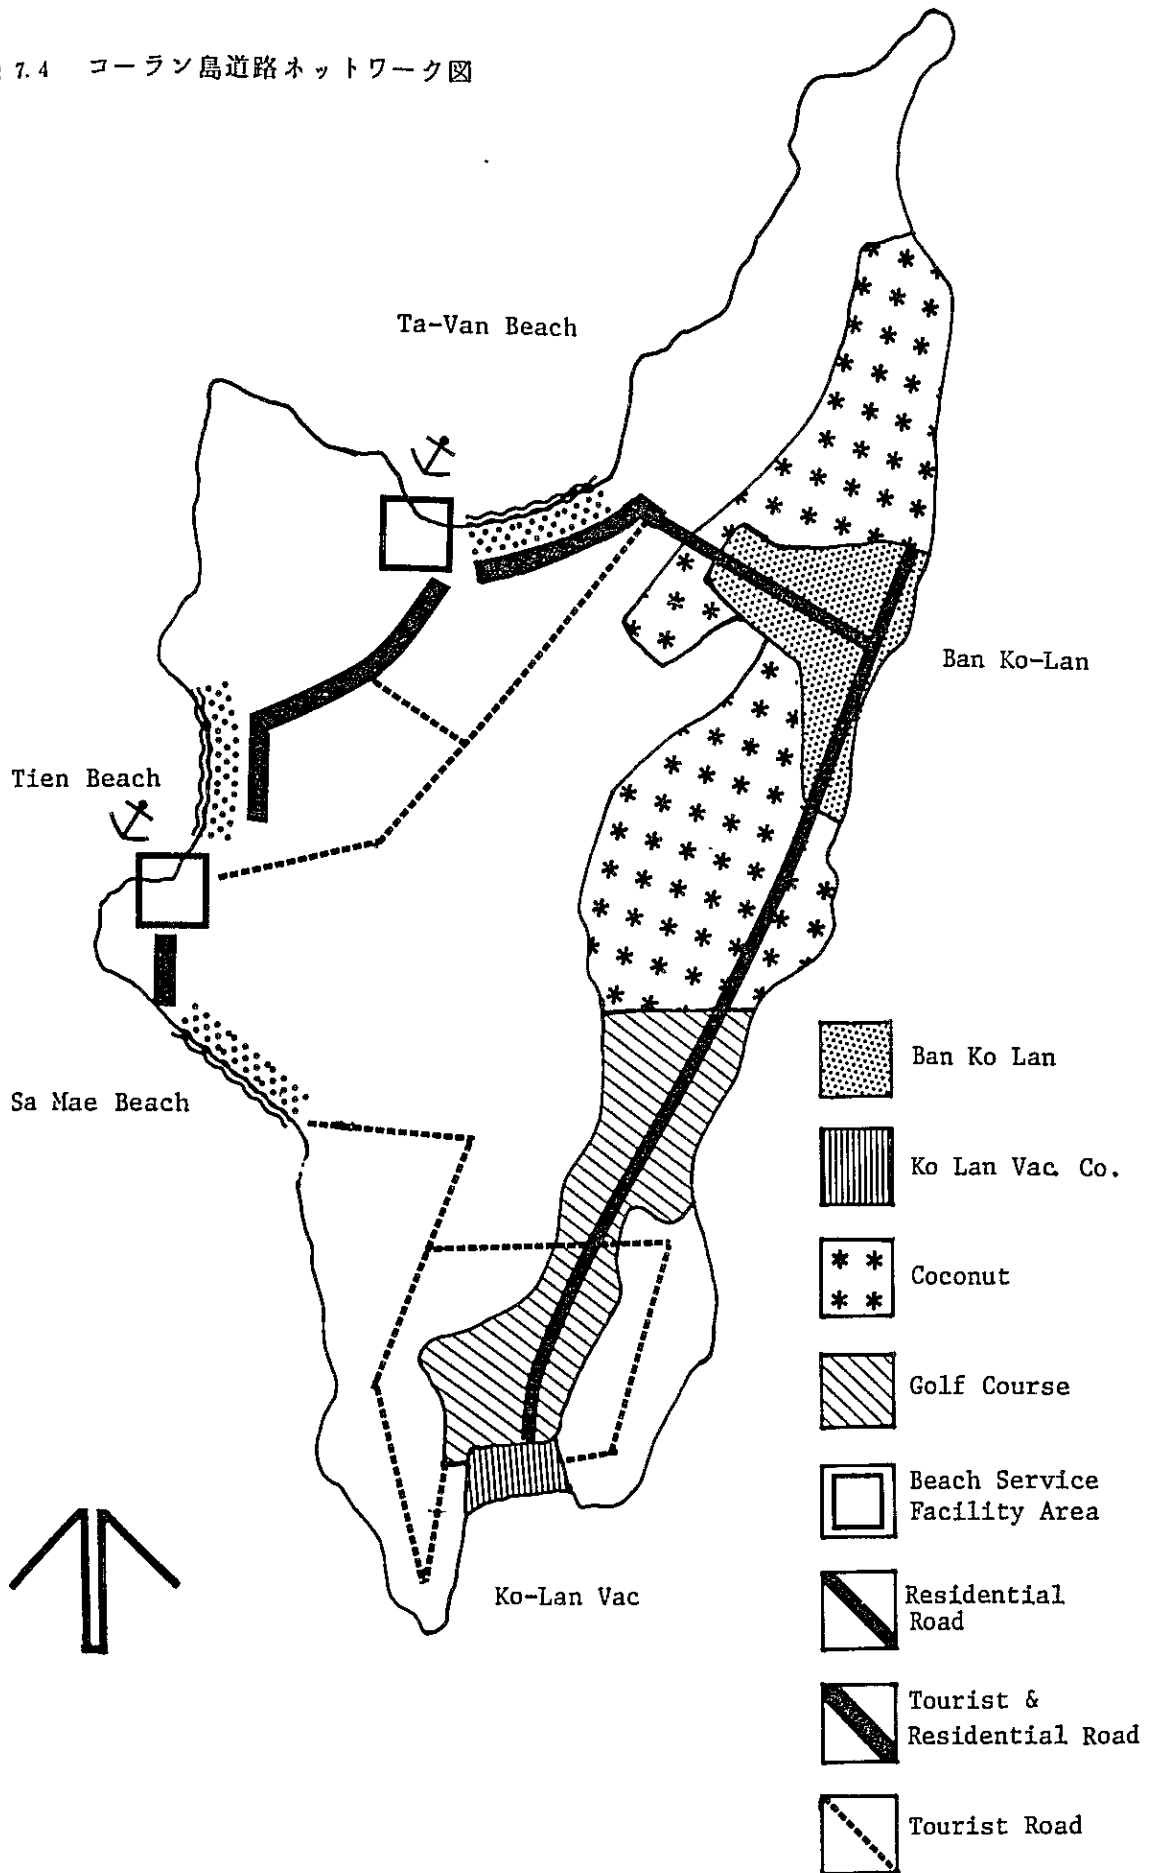 7.4 コーラン島道路ネットワーク図
Ta-Van Beach
Ban Ko-Lan
Tien Beach
Sa Mae Beach
Ko-Lan Vac
Ban Ko Lan
Ko Lan Vac. Co.
Coconut
Golf Course
Beach Service
Facility Area
Residential
Road
Tourist &
Residential Road
Tourist Road